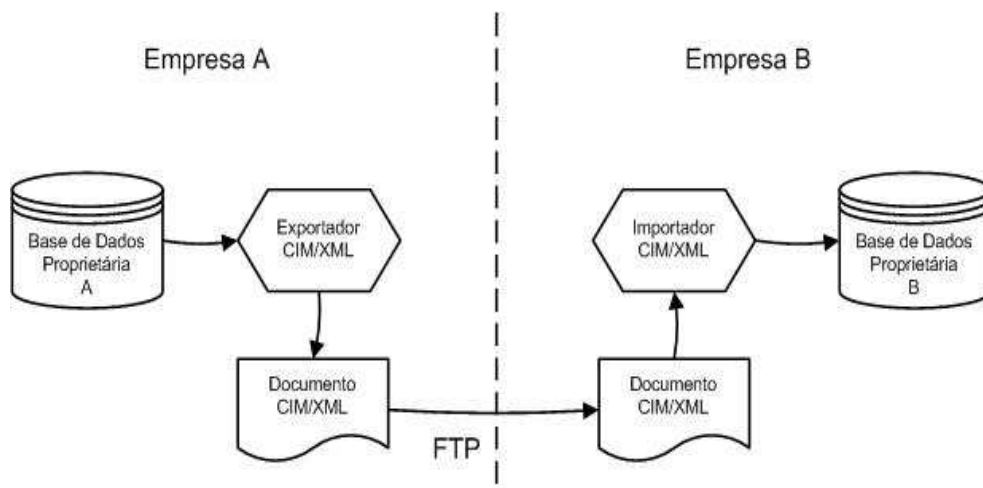 Empresa A
Empresa B
Base de Dados
Proprietária
A
Exportador
CIM/XML
Importador
CIM/XML
Base de Dados
Proprietária
B
Documento
CIM/XML
Documento
CIM/XML
FTP